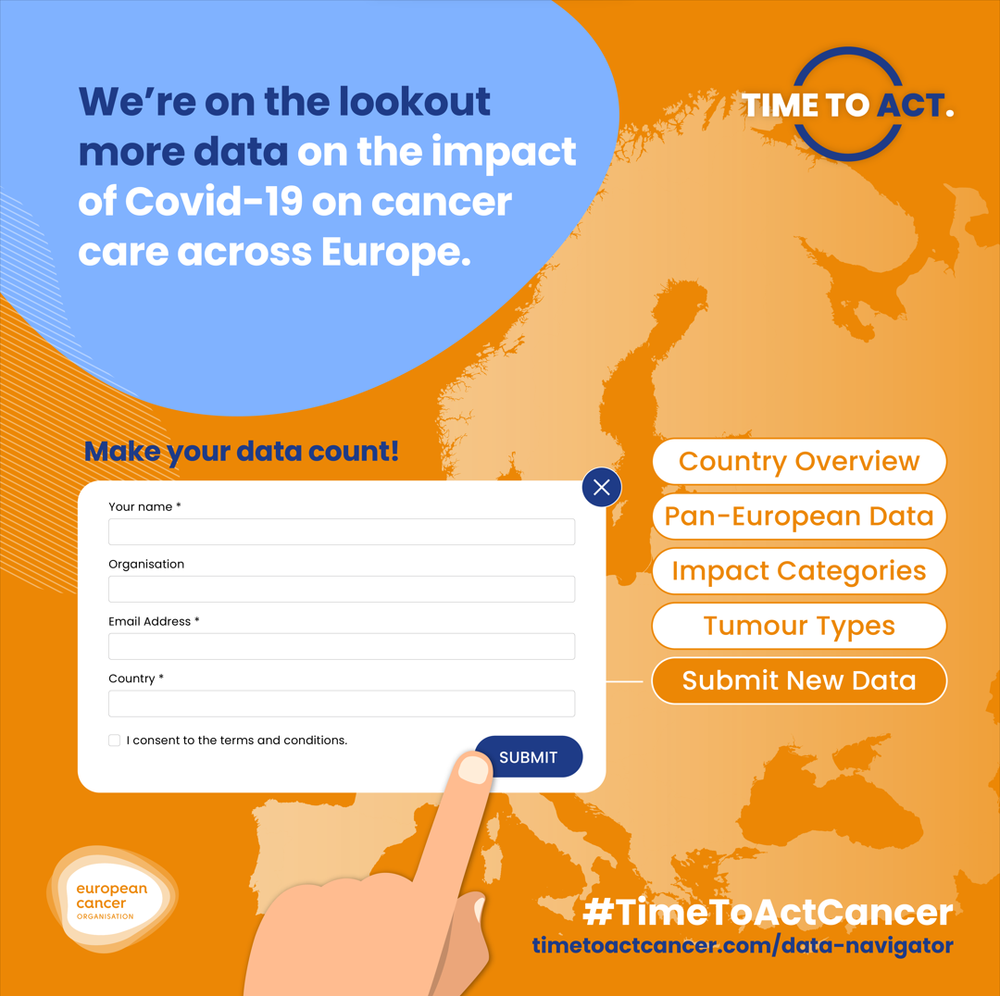 We’re on the lookout
more data on the impact
of Covid-19 on cancer
care across Europe.
TIME TO ACT.
Make your data count!
Your name *
Organisation
Email Address *
Country *
I consent to the terms and conditions.
SUBMIT
Country Overview
Pan-European Data
Impact Categories
Tumour Types
Submit New Data
european
cancer
ORGANISATION
#TimeToActCancer
timetoactcancer.com/data-navigator